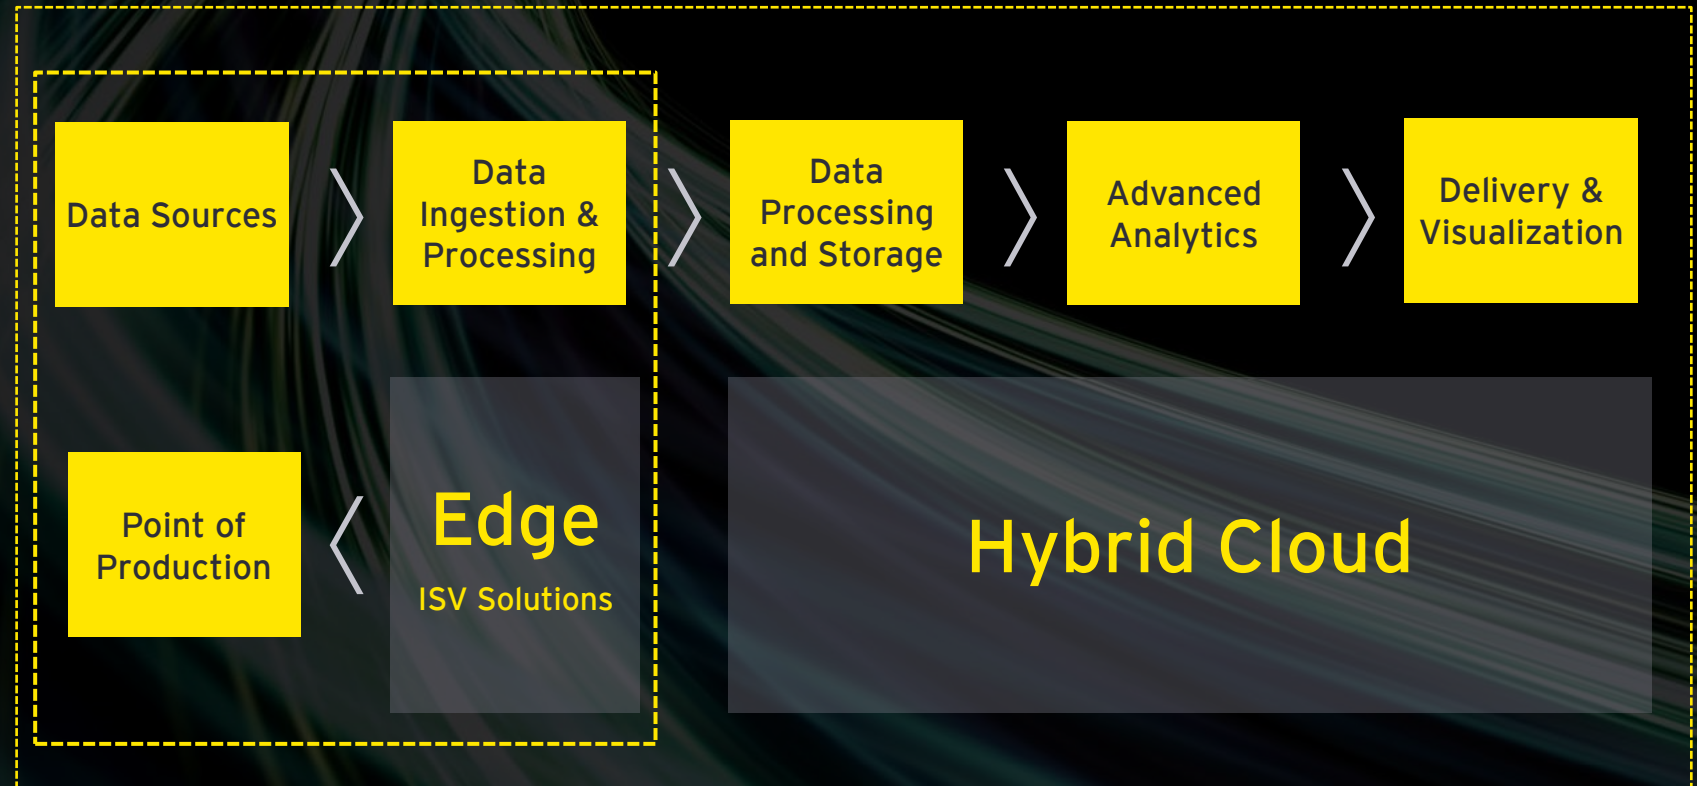 Data Sources
Data
Ingestion &
Processing
Data
Processing
and Storage
Advanced
Analytics
Delivery &
Visualization
Point of
Production
Edge
ISV Solutions
Hybrid Cloud